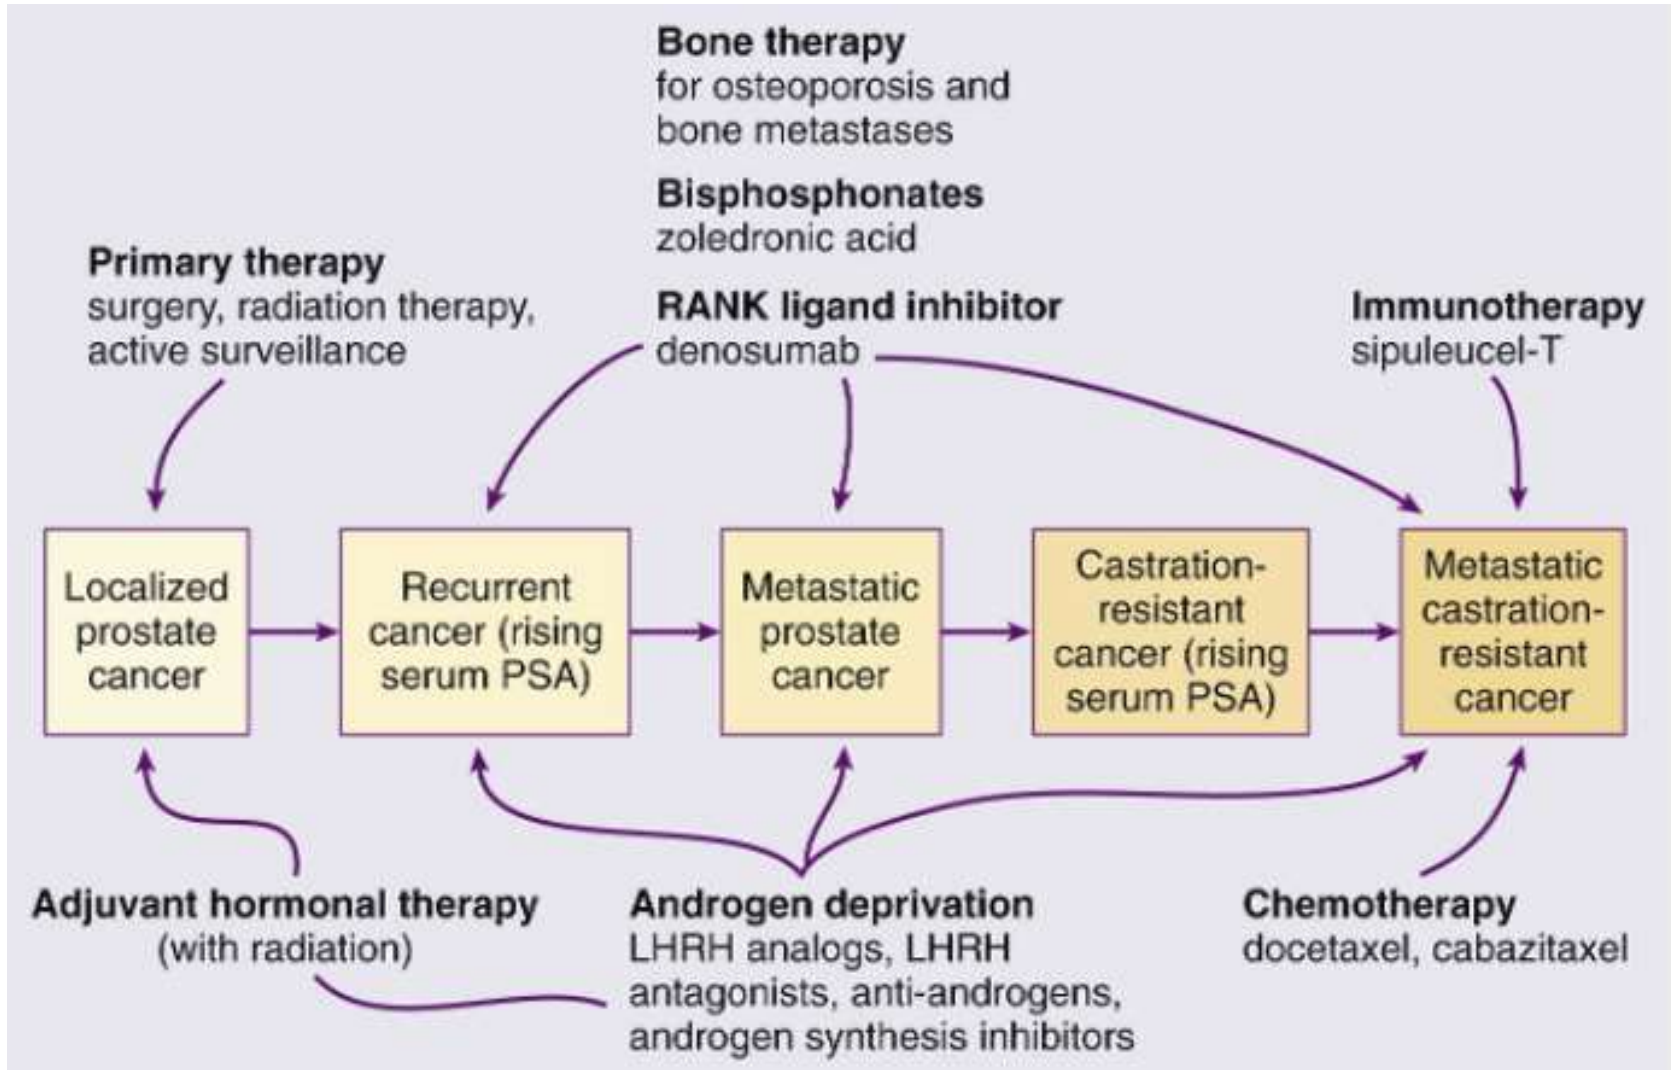 Bone therapy
for osteoporosis and
bone metastases
Bisphosphonates
zoledronic acid
RANK ligand inhibitor
denosumab
Primary therapy
surgery, radiation therapy,
active surveillance
Immunotherapy
sipuleucel-T
Localized
prostate
cancer
Recurrent
cancer (rising
serum PSA)
Metastatic
prostate
cancer
Castration-
resistant
cancer (rising
serum PSA)
Metastatic
castration-
resistant
cancer
Adjuvant hormonal therapy
(with radiation)
Androgen deprivation
LHRH analogs, LHRH
antagonists, anti-androgens,
androgen synthesis inhibitors
Chemotherapy
docetaxel, cabazitaxel